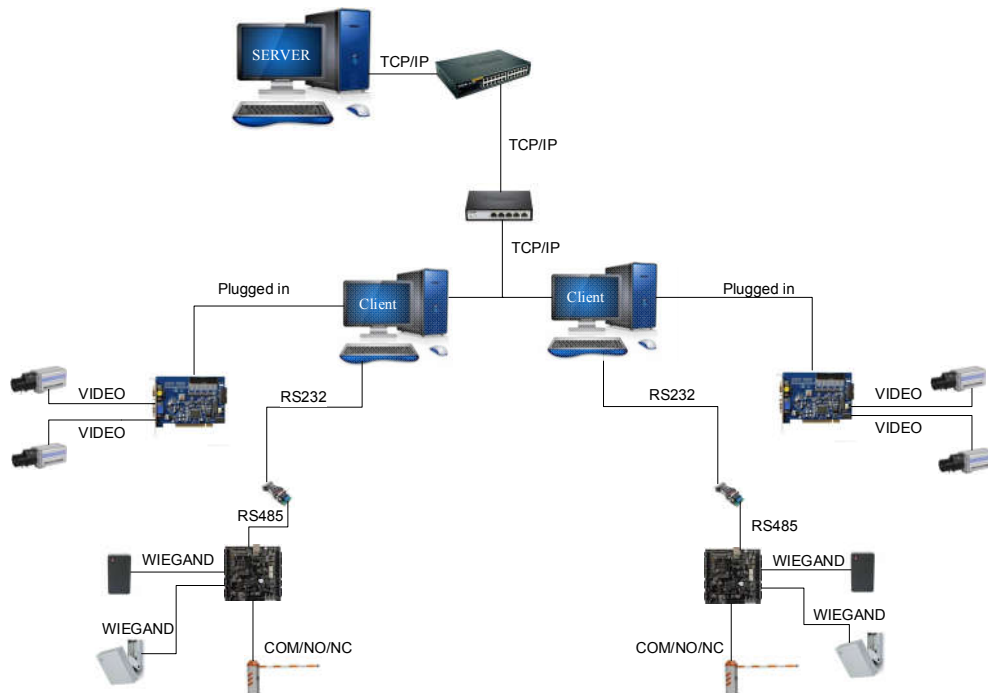 SERVER
TCP/IP
TCP/IP
TCP/IP
Client
Client
Plugged in
Plugged in
VIDEO
VIDEO
RS232
RS232
VIDEO
VIDEO
RS485
RS485
WIEGAND
WIEGAND
WIEGAND
WIEGAND
COM/NO/NC
COM/NO/NC